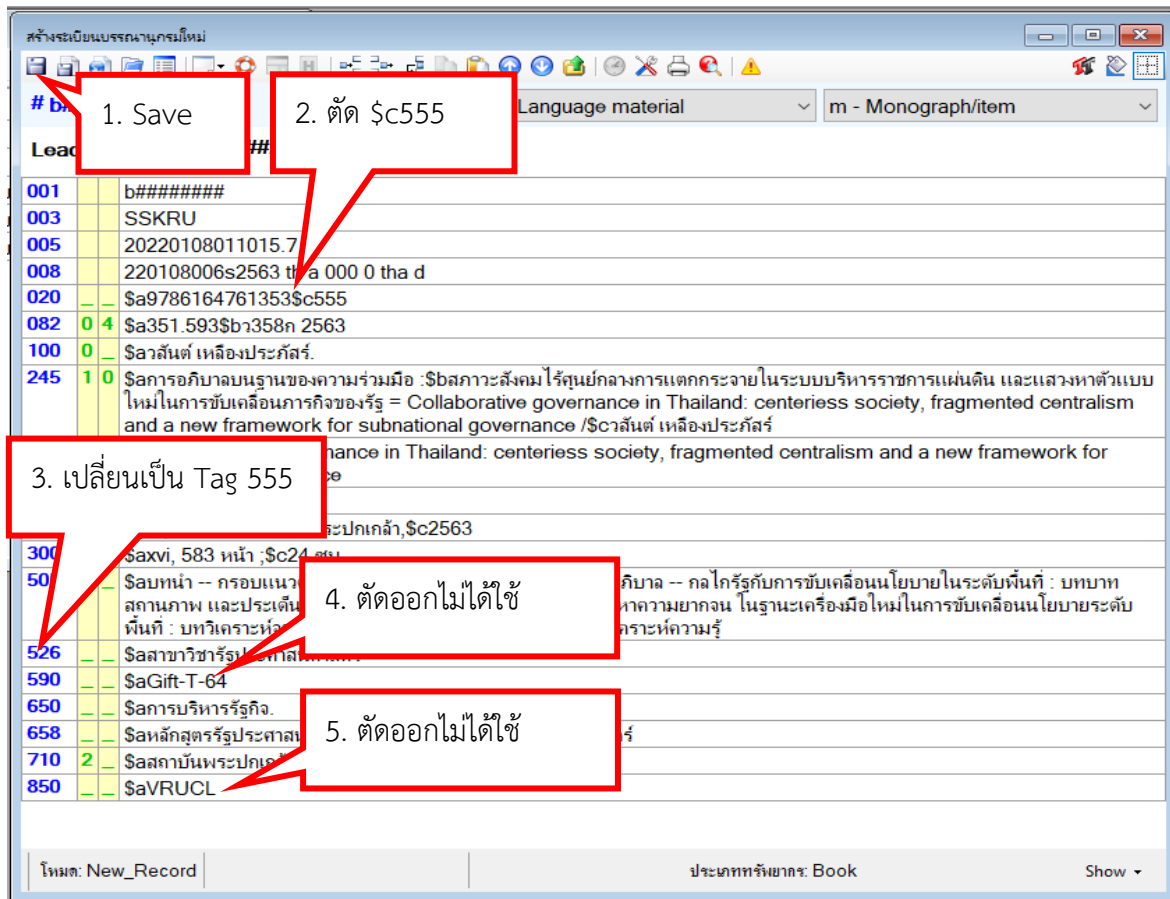 สร้างระเบียนบรรณานุกรมใหม่
1. Save
2. ตัด $c555
Language material
m - Monograph/item
Lead
##
001 b########
003 SSKRU
005 20220108011015.7
008 220108006s2563 th a 000 0 tha d
020 _ _ $a9786164761353$c555
082 0 4 $a351.593$bว358ก 2563
100 0 _ $aวสันต์ เหลืองประภัสร์.
245 1 0 $aการอภิบาลบนฐานของความร่วมมือ :$bสภาวะสังคมไร้ศูนย์กลางการแตกกระจายในระบบบริหารราชการแผ่นดิน และแสวงหาตัวแบบ
ใหม่ในการขับเคลื่อนภารกิจของรัฐ = Collaborative governance in Thailand: centeriess society, fragmented centralism
and a new framework for subnational governance /$cวสันต์ เหลืองประภัสร์
nance in Thailand: centeriess society, fragmented centralism and a new framework for
3. เปลี่ยนเป็น Tag 555
ระปกเกล้า,$c2563
300 $axvi, 583 หน้า ;$c24 ซม
50 _ $aบทนำ -- กรอบแนว ภิบาล -- กลไกรัฐกับการขับเคลื่อนนโยบายในระดับพื้นที่ : บทบาท
สถานภาพ และประเด็น หาความยากจน ในฐานะเครื่องมือใหม่ในการขับเคลื่อนนโยบายระดับ
พื้นที่ : บทวิเคราะห์ คราะห์ความรู้
4. ตัดออกไม่ได้ใช้
526 _ _ $aสาขาวิชารัฐประศาสนศาสตร์
590 _ _ $aGift-T-64
650 _ _ $aการบริหารรัฐกิจ.
658 _ _ $aหลักสูตรรัฐประศาสน ร์
5. ตัดออกไม่ได้ใช้
710 2 _ $aสถาบันพระปกเกล้า
850 _ _ $aVRUCL
โหมด: New_Record
ประเภททรัพยากร: Book
Show